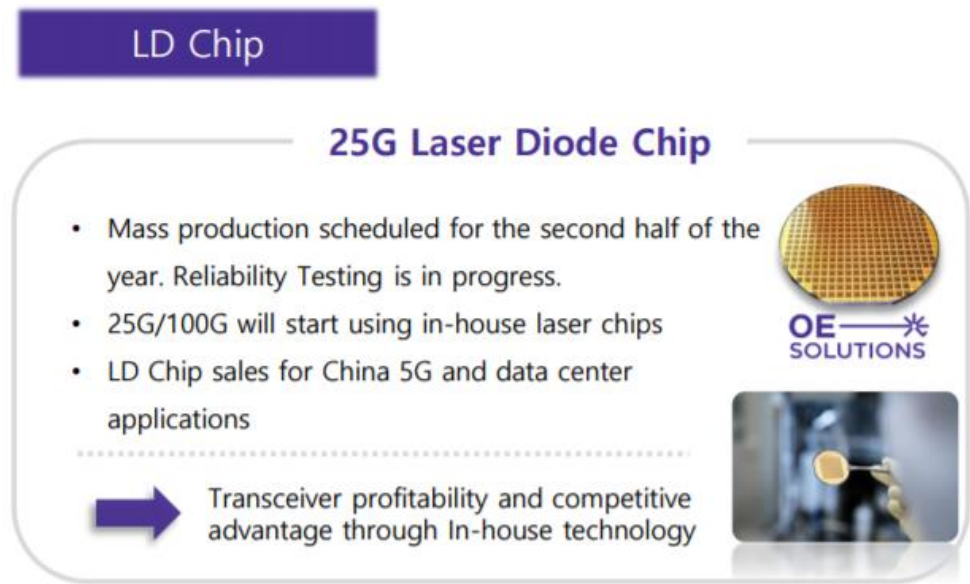 LD Chip
25G Laser Diode Chip
• Mass production scheduled for the second half of the
year. Reliability Testing is in progress.
• 25G/100G will start using in-house laser chips
• LD Chip sales for China 5G and data center
applications
OE
SOLUTIONS
Transceiver profitability and competitive
advantage through In-house technology